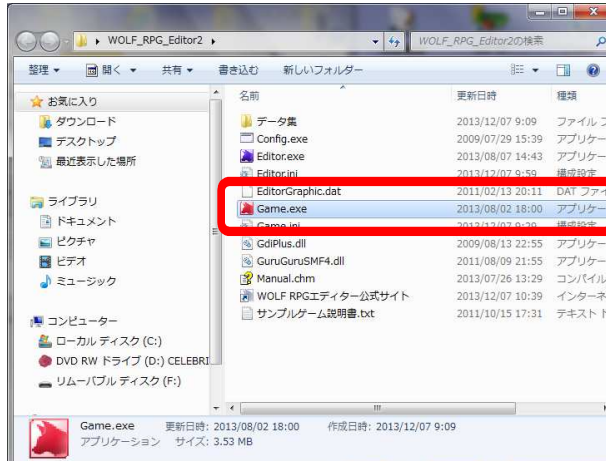 WOLF_RPG_Editor2
WOLF_RPG_Editor2の検索
整理 開く 共有 書き込む 新しいフォルダー
お気に入り
ダウンロード
デスクトップ
最近表示した場所
ライブラリ
ドキュメント
ピクチャ
ビデオ
ミュージック
コンピューター
ローカル ディスク (C:)
DVD RW ドライブ (D:) CELEBRI
リムーバブル ディスク (F:)
名前 更新日時 種類
データ集 2013/12/07 9:09 ファイル フ
Config.exe 2009/07/29 15:39 アプリケー
Editor.exe 2013/08/07 14:43 アプリケー
Editor.ini 2013/12/07 9:59 構成設定
EditorGraphic.dat 2011/02/13 20:11 DAT ファイ
Game.exe 2013/08/02 18:00 アプリケー
Game.ini 2013/12/07 9:29 構成設定
GdiPlus.dll 2009/08/13 22:55 アプリケー
GuruGuruSMF4.dll 2011/08/09 21:55 アプリケー
Manual.chm 2013/07/26 13:29 コンパイル
WOLF RPGエディター公式サイト 2013/12/07 10:39 インターネ
サンプルゲーム説明書.txt 2011/10/15 17:31 テキスト ド
Game.exe 更新日時: 2013/08/02 18:00 作成日時: 2013/12/07 9:09
アプリケーション サイズ: 3.53 MB